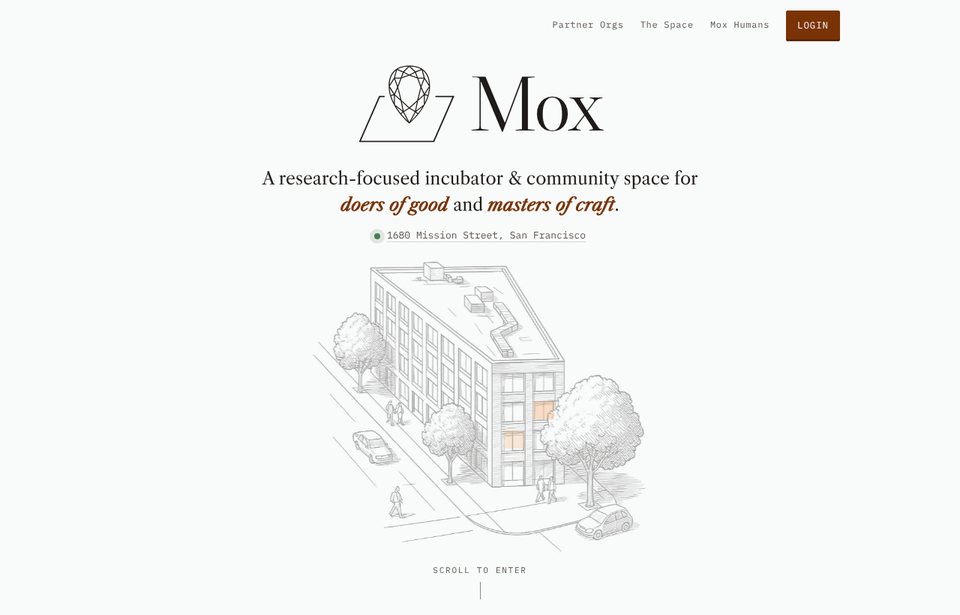 Partner Orgs
The Space
Mox Humans
LOGIN
Mox
A research-focused incubator & community space for
doers of good and masters of craft.
1680 Mission Street, San Francisco
SCROLL TO ENTER